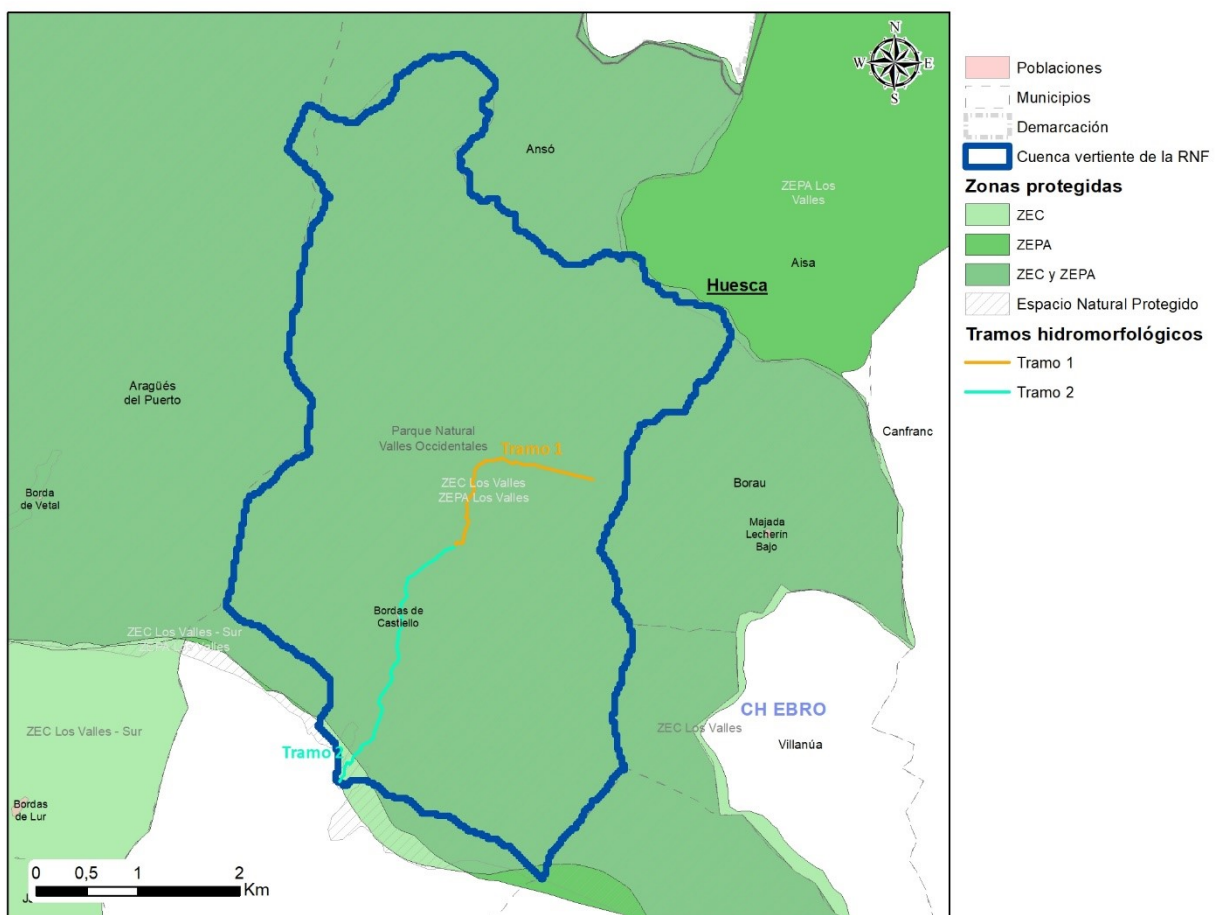 N
W
E
S
Ansó
ZEPA Los
Valles
Aisa
Huesca
Aragüés
del Puerto
Parque Natural
Valles Occidentales
Tramo 1
Canfranc
ZEC Los Valles
ZEPA Los Valles
Borda
de Vetal
Borau
Majada
Lecherín
Bajo
Bordas de
Castiello
ZEC Los Valles - Sur
ZEPA Los Valles
CH EBRO
ZEC Los Valles - Sur
ZEC Los Valles
Villanúa
Tramo 2
Bordas
de Lur
0 0,5 1 2
Km
Poblaciones
Municipios
Demarcación
Cuenca vertiente de la RNF
Zonas protegidas
ZEC
ZEPA
ZEC y ZEPA
Espacio Natural Protegido
Tramos hidromorfológicos
Tramo 1
Tramo 2